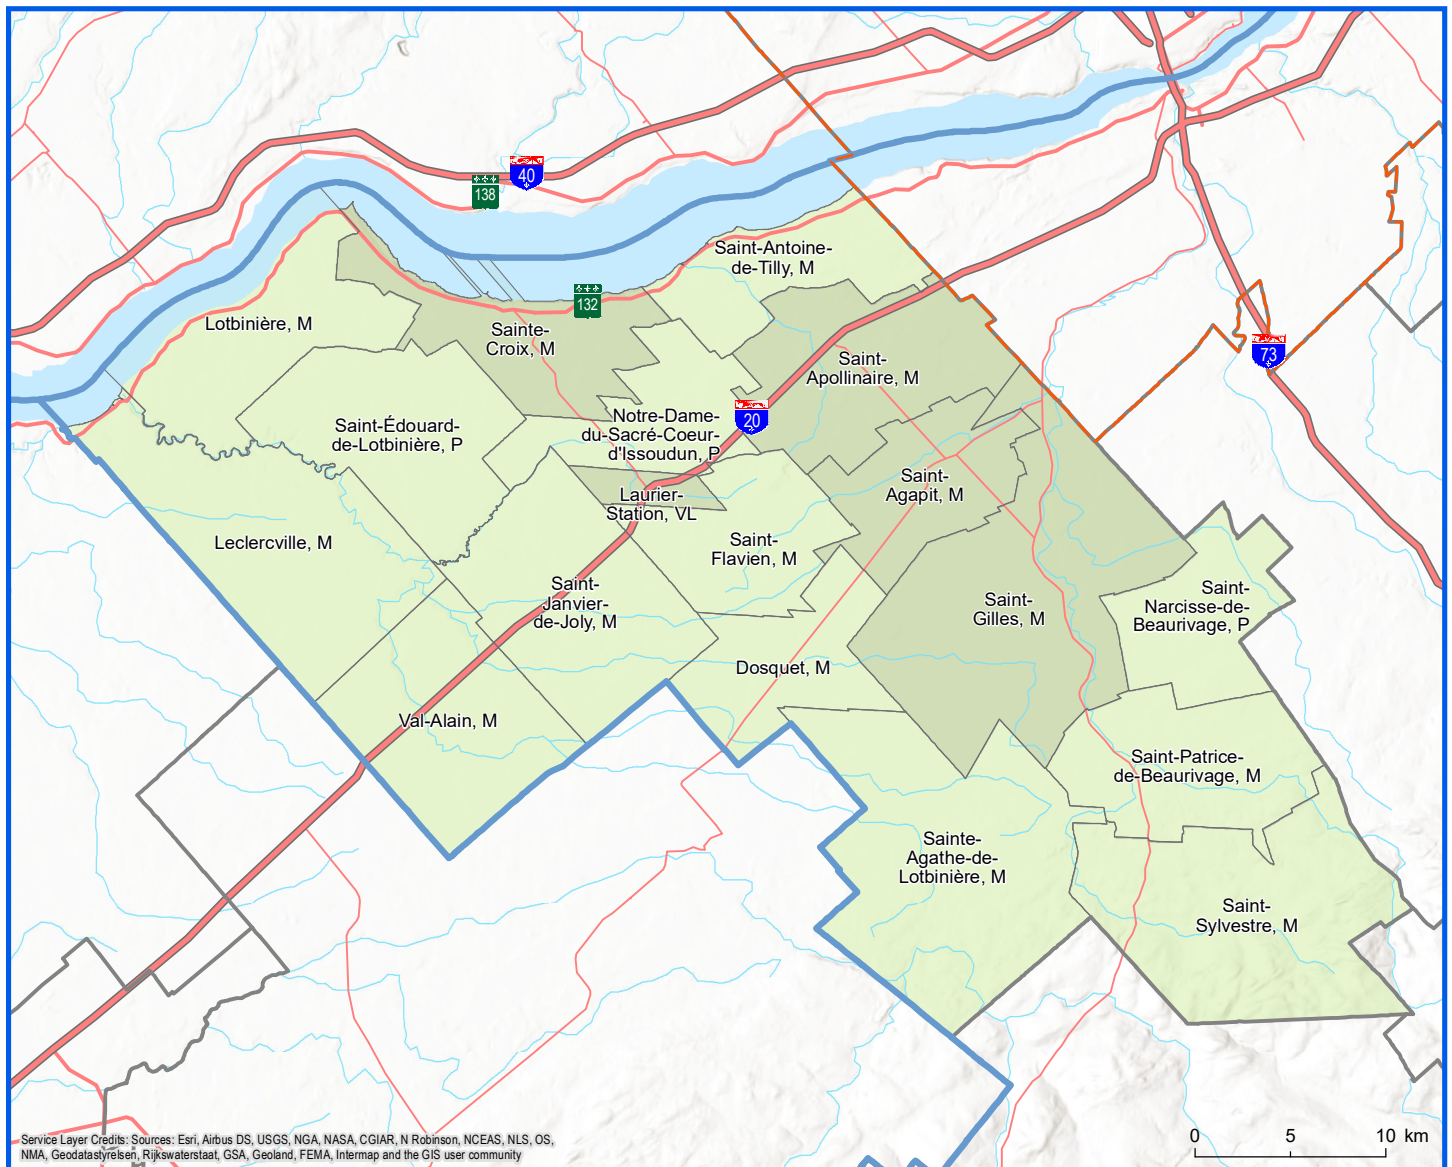 40
138
Saint-Antoine-
de-Tilly, M
132
Lotbinière, M
Sainte-
Croix, M
73
Saint-
Apollinaire, M
20
Notre-Dame-
du-Sacré-Coeur-
d'Issoudun, P
Saint-Édouard-
de-Lotbinière, P
Saint-
Agapit, M
Laurier-
Station, VL
Leclercville, M
Saint-
Flavien, M
Saint-
Janvier-
de-Joly, M
Saint-
Gilles, M
Saint-
Narcisse-de-
Beaurivage, P
Dosquet, M
Val-Alain, M
Saint-Patrice-
de-Beaurivage, M
Sainte-
Agathe-de-
Lotbinière, M
Saint-
Sylvestre, M
0 5 10 km
Service Layer Credits: Sources: Esri, Airbus DS, USGS, NGA, NASA, CGIAR, N Robinson, NCEAS, NLS, OS,
NMA, Geodatastyrelsen, Rijkswaterstaat, GSA, Geoland, FEMA, Intermap and the GIS user community